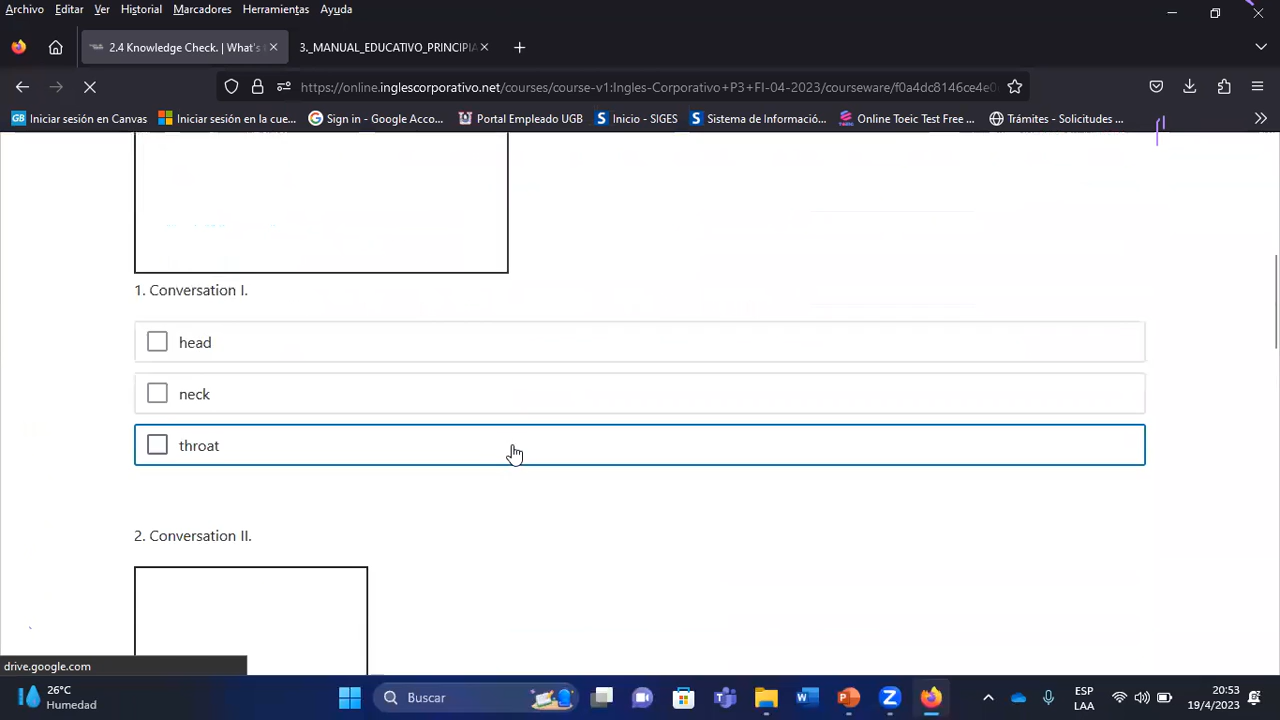 Archivo Editar Ver Historial Marcadores Herramientas Ayuda
2.4 Knowledge Check. | What's
3._MANUAL_EDUCATIVO_PRINCIPIA
https://online.inglescorporativo.net/courses/course-v1:Ingles-Corporativo+P3+FI-04-2023/courseware/f0a4dc8146ce4e0
Iniciar sesión en Canvas Iniciar sesión en la cue... Sign in - Google Acco... Portal Empleado UGB Inicio - SIGES Sistema de Informació... Online Toeic Test Free ... Trámites - Solicitudes ...
1. Conversation I.
head
neck
throat
2. Conversation II.
drive.google.com
26°C
Humedad
Buscar
ESP
LAA
20:53
19/4/2023